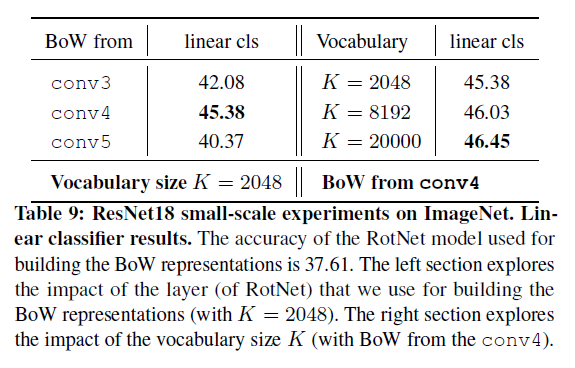 BoW from linear cls Vocabulary linear cls
conv3 42.08 K = 2048 45.38
conv4 45.38 K = 8192 46.03
conv5 40.37 K = 20000 46.45
Vocabulary size K = 2048 BoW from conv4
Table 9: ResNet18 small-scale experiments on ImageNet. Lin-
ear classifier results. The accuracy of the RotNet model used for
building the BoW representations is 37.61. The left section explores
the impact of the layer (of RotNet) that we use for building the
BoW representations (with K = 2048). The right section explores
the impact of the vocabulary size K (with BoW from the conv4).